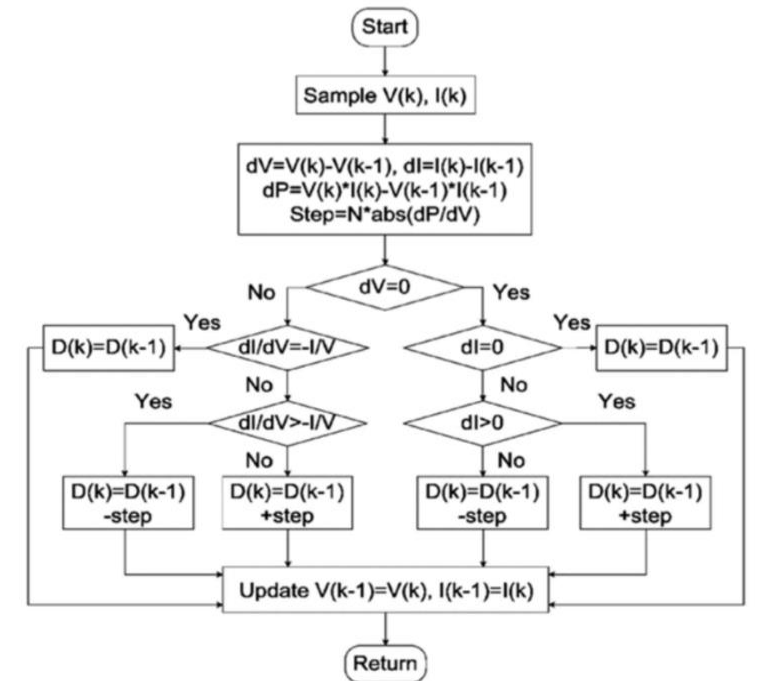 Start
Sample V(k), I(k)
dV=V(k)-V(k-1), dI=I(k)-I(k-1)
dP=V(k)*I(k)-V(k-1)*I(k-1)
Step=N*abs(dP/dV)
dV=0
No
Yes
Yes
Yes
D(k)=D(k-1)
dI/dV=-I/V
dI=0
D(k)=D(k-1)
No
No
Yes
Yes
dI/dV>-I/V
dI>0
No
No
D(k)=D(k-1)
-step
D(k)=D(k-1)
+step
D(k)=D(k-1)
-step
D(k)=D(k-1)
+step
Update V(k-1)=V(k), I(k-1)=I(k)
Return